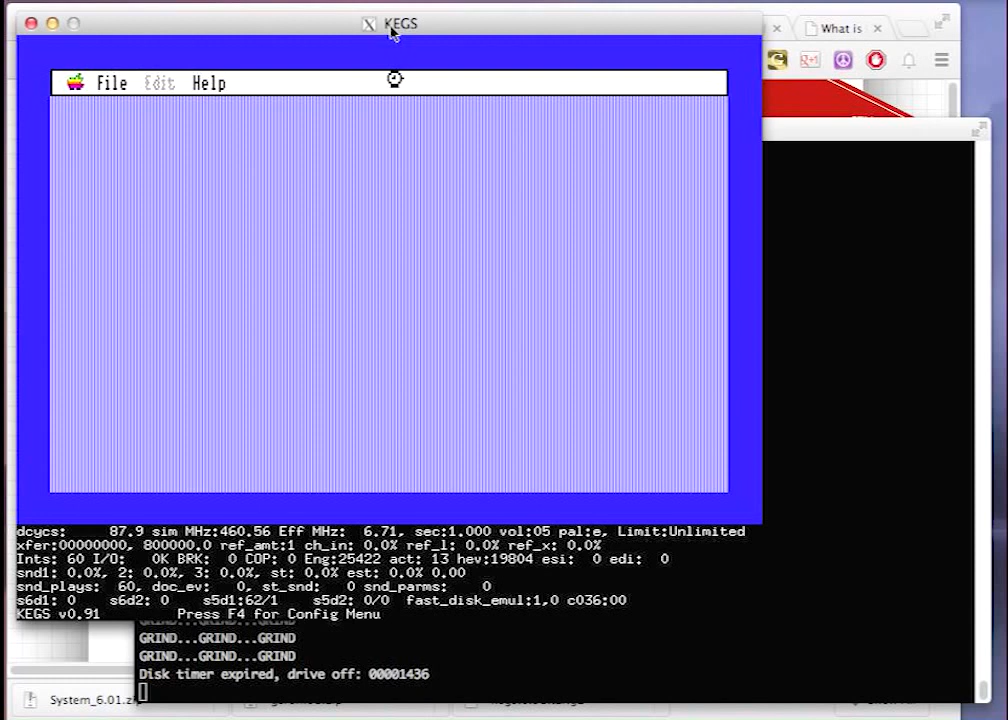 X KEGS
What is
g+1
File Edit Help
dcycs: 87.9 sim MHz:460.56 Eff MHz: 6.71, sec:1.000 vol:05 pal:e, Limit:Unlimited
xfer:00000000, 800000.0 ref_amt:1 ch_in: 0.0% ref_l: 0.0% ref_x: 0.0%
Ints: 60 I/O: 0K BRK: 0 COP: 0 Eng:25422 act: 13 hev:19804 esi: 0 edi: 0
snd1: 0.0%, 2: 0.0%, 3: 0.0%, st: 0.0% est: 0.0% 0.00
snd_plays: 60, doc_ev: 0, st_snd: 0 snd_parms: 0
s6d1: 0 s6d2: 0 s5d1:62/1 s5d2: 0/0 fast_disk_emul:1,0 c036:00
KEGS v0.91 Press F4 for Config Menu
GRIND...GRIND...GRIND
GRIND...GRIND...GRIND
GRIND...GRIND...GRIND
Disk timer expired, drive off: 00001436
System_6.01.zip